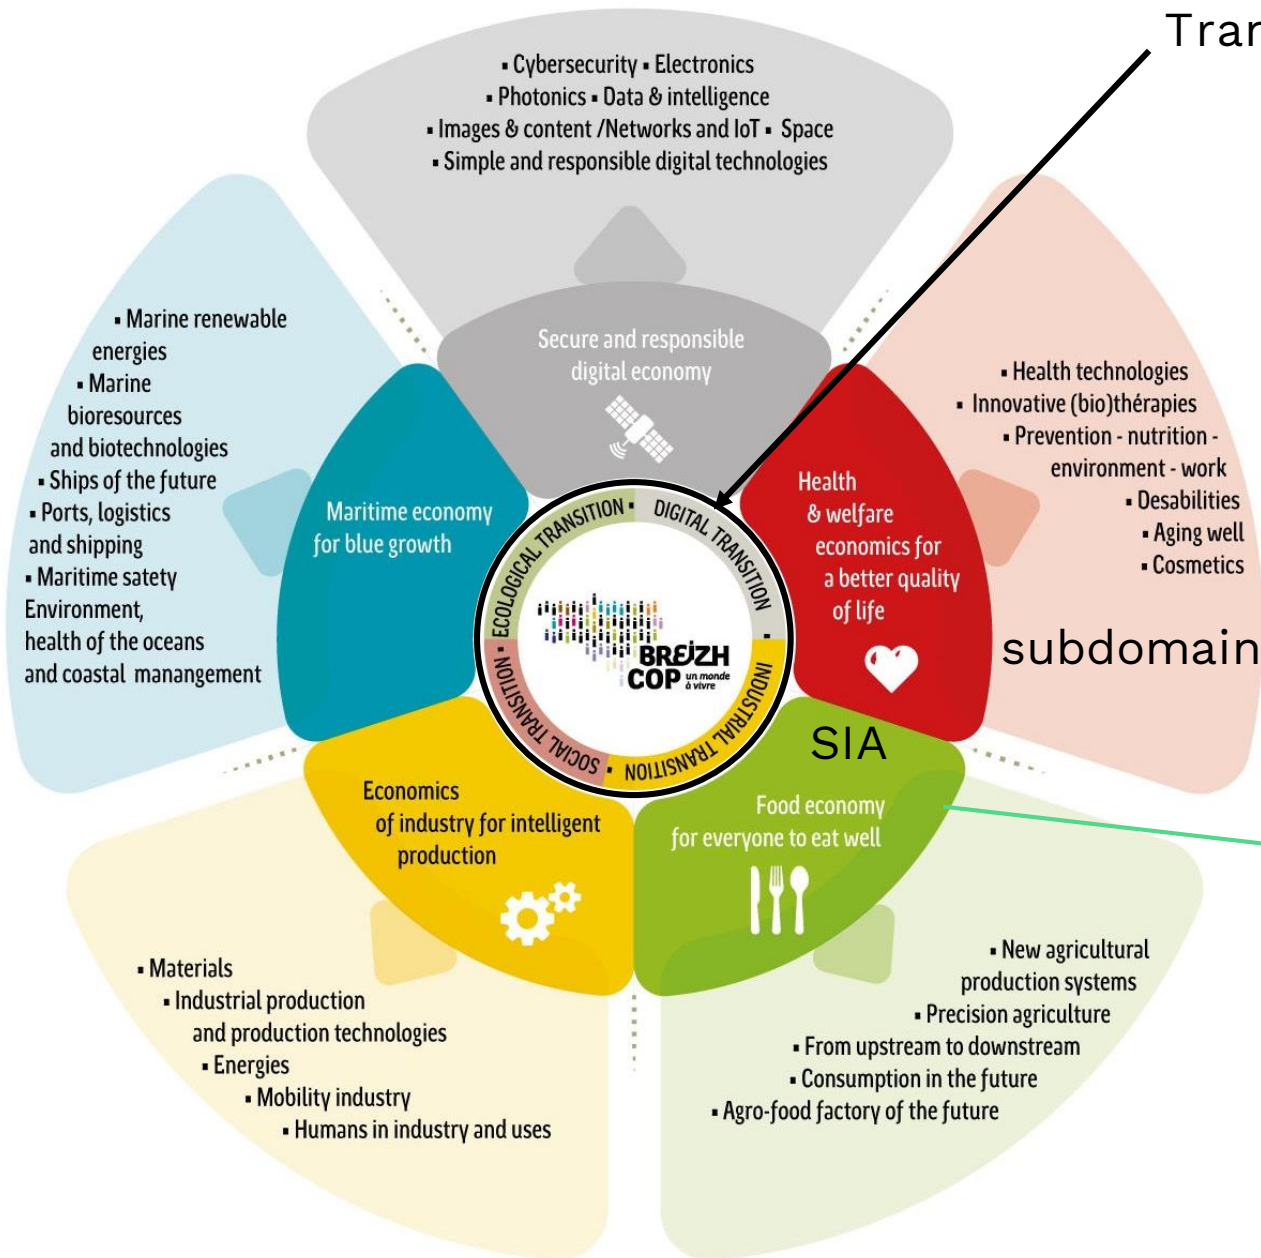 Tran
▪ Cybersecurity ▪ Electronics
▪ Photonics ▪ Data & intelligence
▪ Images & content /Networks and IoT ▪ Space
▪ Simple and responsible digital technologies
Secure and responsible
digital economy
▪ Marine renewable
energies
▪ Marine
bioresources
and biotechnologies
▪ Ships of the future
▪ Ports, logistics
and shipping
▪ Maritime satety
Environment,
health of the oceans
and coastal manangement
Maritime economy
for blue growth
▪ Health technologies
▪ Innovative (bio)thérapies
▪ Prevention - nutrition -
environment - work
▪ Desabilities
▪ Aging well
▪ Cosmetics
Health
& welfare
economics for
a better quality
of life
subdomain
ECOLOGICAL TRANSITION ▪
DIGITAL TRANSITION ▪
INDUSTRIAL TRANSITION ▪
SOCIAL TRANSITION ▪
BREIZH
COP un monde
à vivre
SIA
Food economy
for everyone to eat well
Economics
of industry for intelligent
production
▪ Materials
▪ Industrial production
and production technologies
▪ Energies
▪ Mobility industry
▪ Humans in industry and uses
▪ New agricultural
production systems
▪ Precision agriculture
▪ From upstream to downstream
▪ Consumption in the future
▪ Agro-food factory of the future